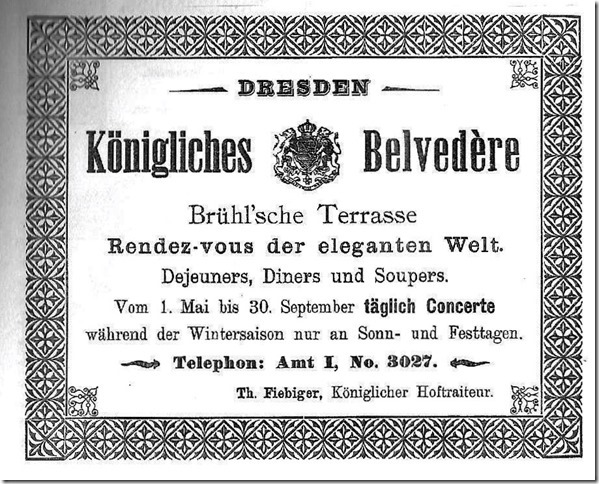 DRESDEN
Königliches Belvedère
Brühl'sche Terrasse
Rendez-vous der eleganten Welt.
Dejeuners, Diners und Soupers.
Vom 1. Mai bis 30. September täglich Concerte
während der Wintersaison nur an Sonn- und Festtagen.
Telephon: Amt I, No. 3027.
Th. Fiebiger, Königlicher Hoftraiteur.